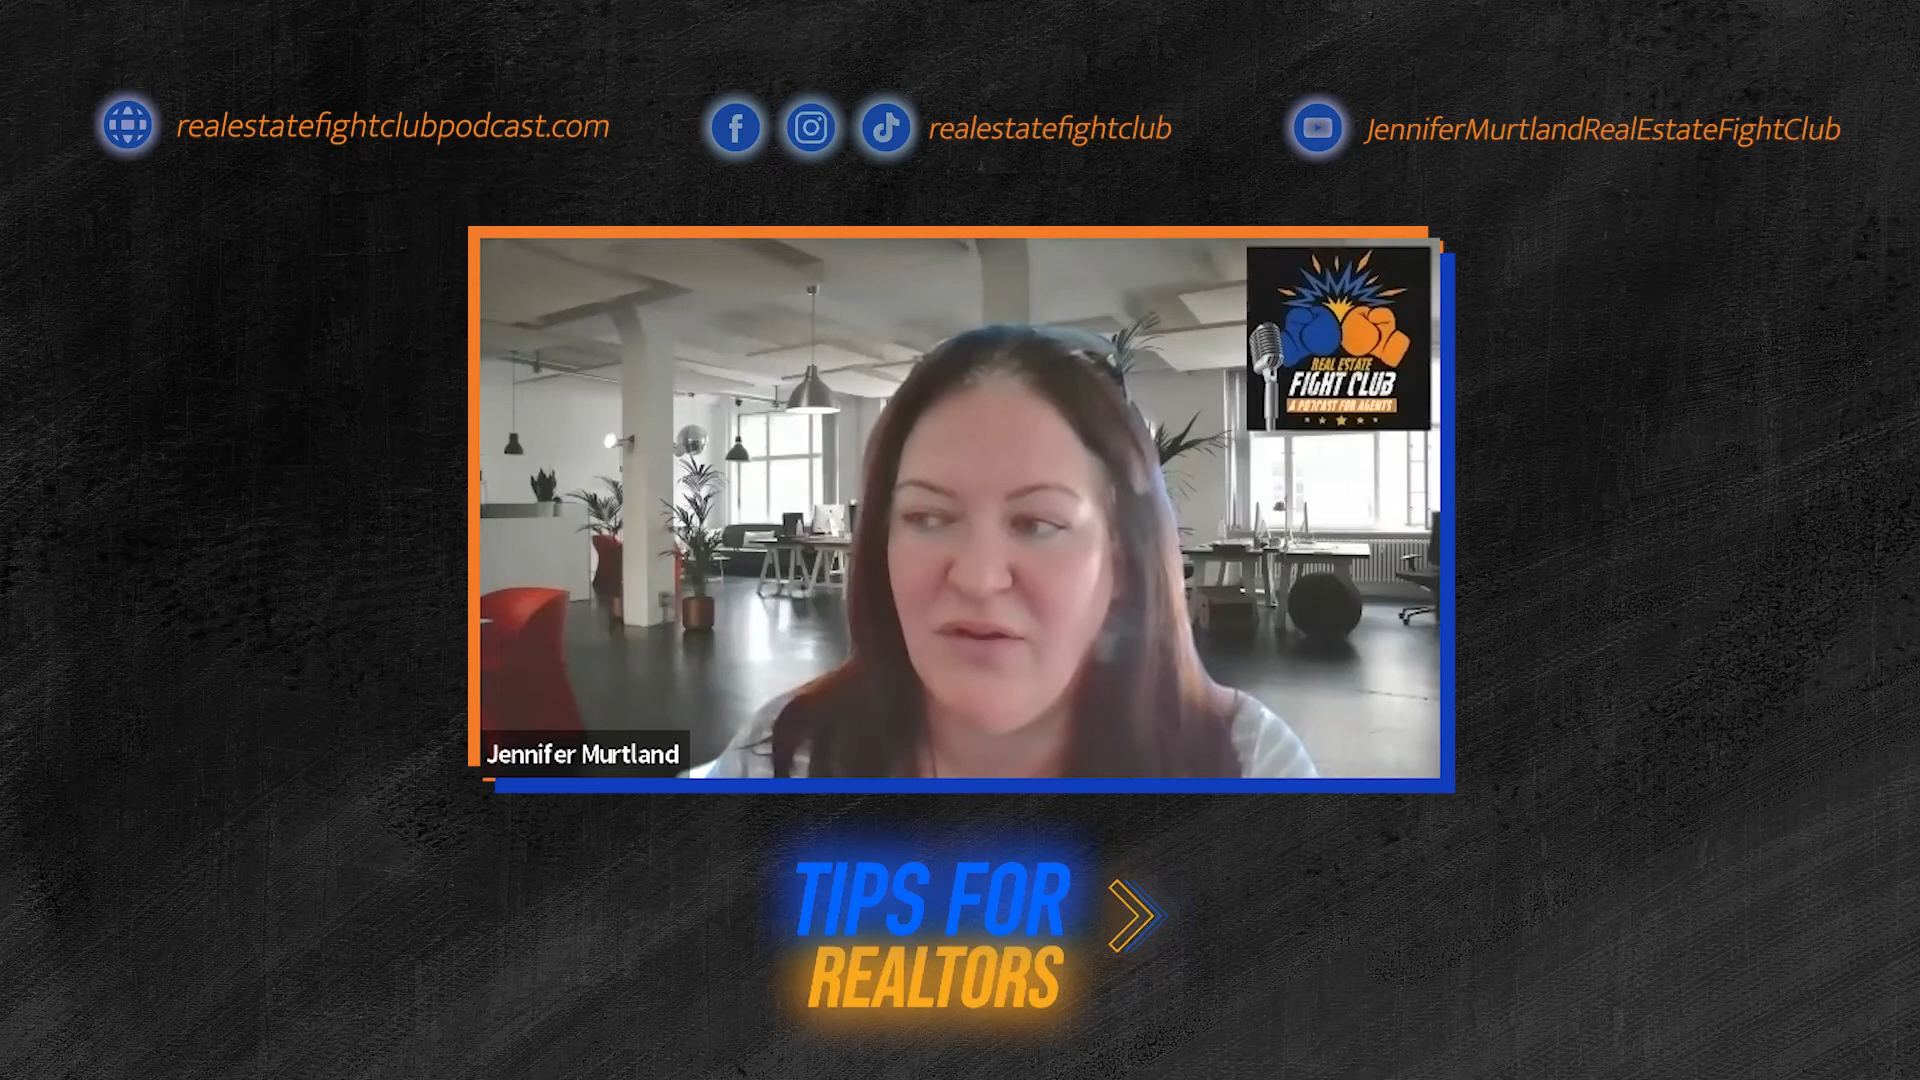 realestatefightclubpodcast.com
realestatefightclub
JenniferMurtlandRealEstateFightClub
REAL ESTATE
FIGHT CLUB
A PODCAST FOR AGENTS
Jennifer Murtland
TIPS FOR
REALTORS